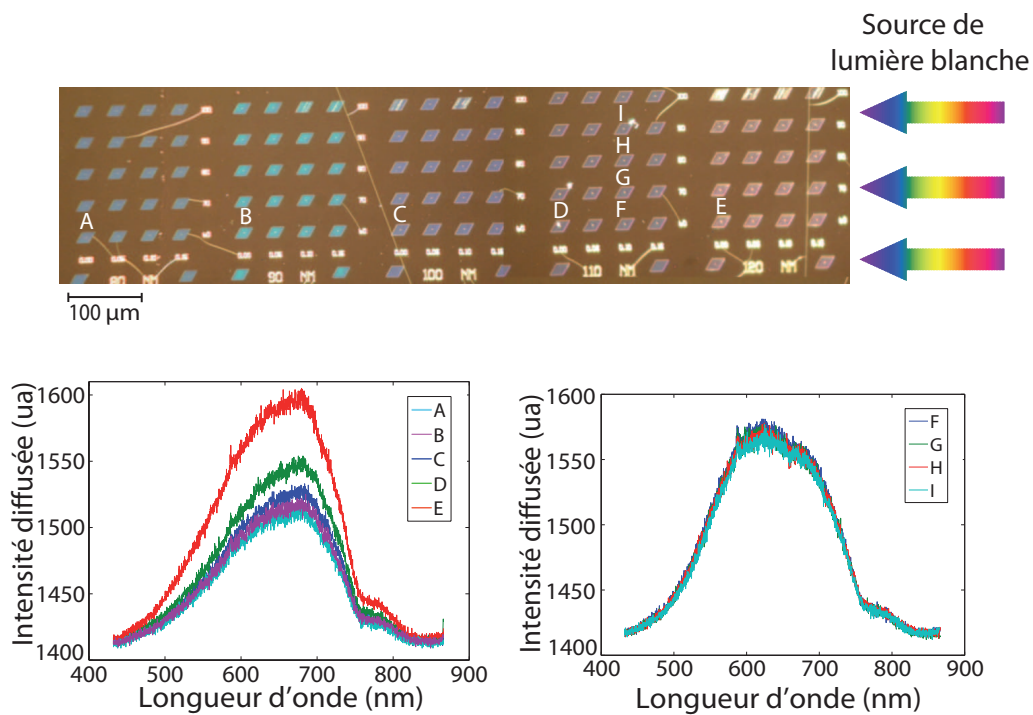 Source de
lumière blanche
I
H
G
A B C D F E
80 NM 90 NM 100 NM 110 NM 120 NM
100 µm
Intensité diffusée (ua)
1600
1550
1500
1450
1400
400 500 600 700 800 900
Longueur d'onde (nm)
A
B
C
D
E
Intensité diffusée (ua)
1600
1550
1500
1450
1400
400 500 600 700 800 900
Longueur d'onde (nm)
F
G
H
I